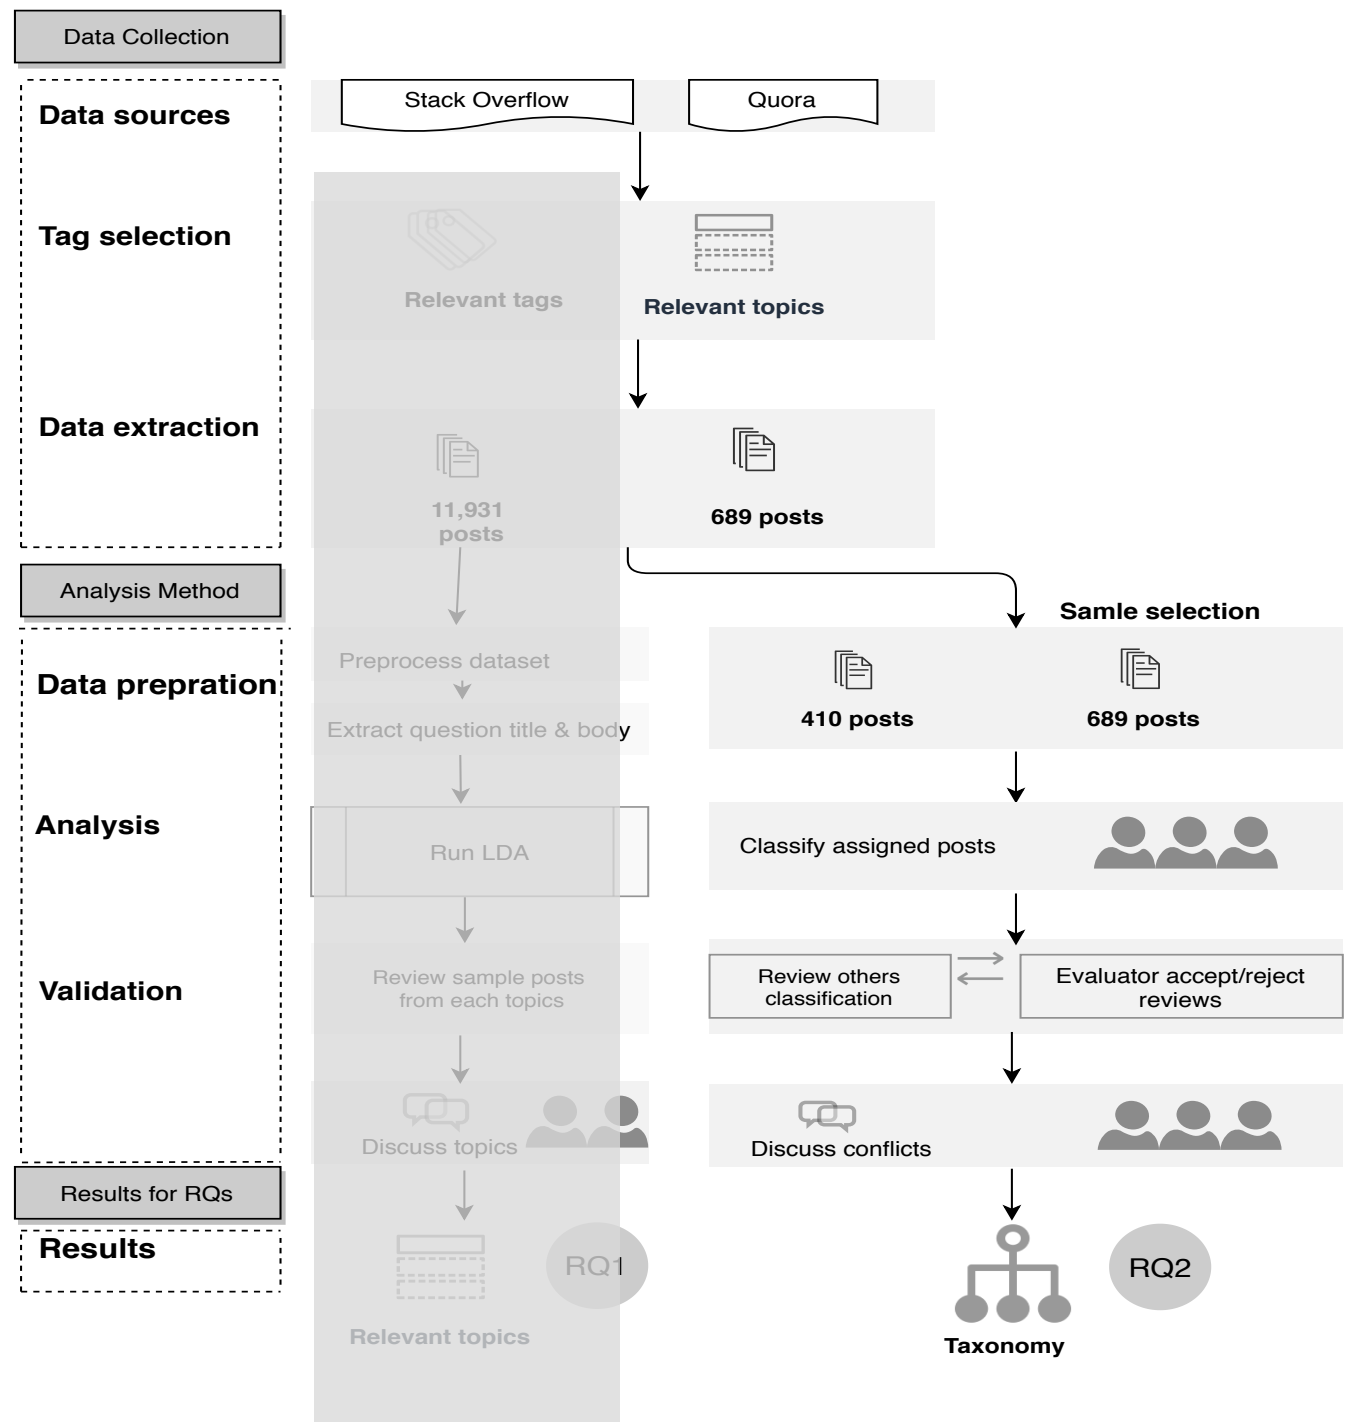 Data Collection
Data sources
Stack Overflow
Quora
Tag selection
Relevant tags
Relevant topics
Data extraction
11,931
posts
689 posts
Analysis Method
Samle selection
Data prepration
Preprocess dataset
Extract question title & body
410 posts
689 posts
Analysis
Run LDA
Classify assigned posts
Validation
Review sample posts
from each topics
Review others
classification
Evaluator accept/reject
reviews
Discuss topics
Discuss conflicts
Results for RQs
Results
RQ1
Relevant topics
RQ2
Taxonomy